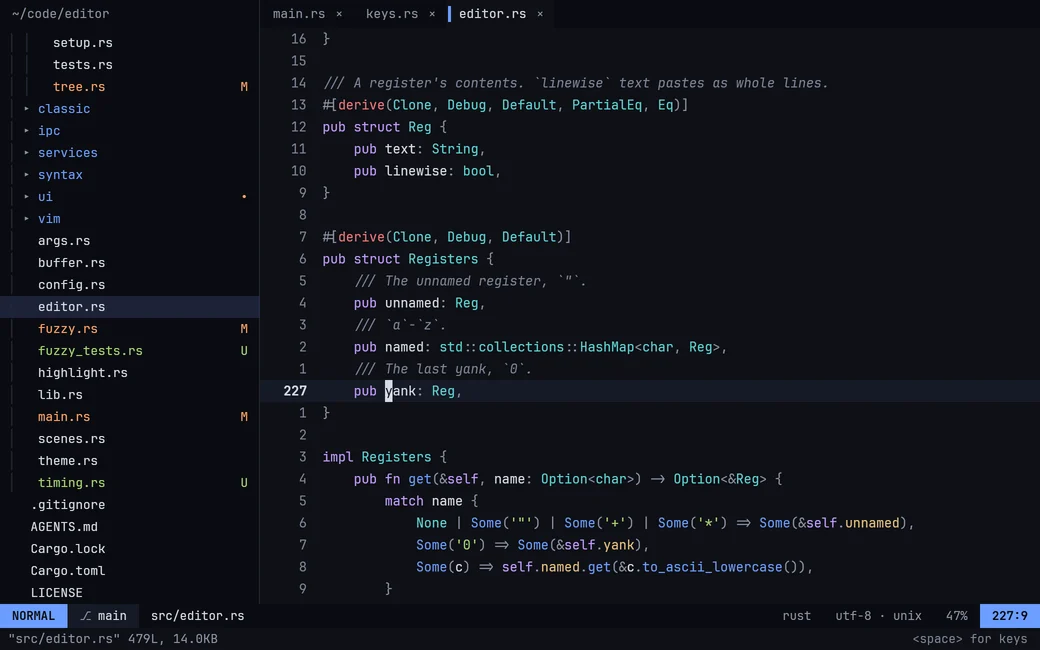 ~/code/editor
main.rs × keys.rs × editor.rs ×
setup.rs
tests.rs
tree.rs M
▸ classic
▸ ipc
▸ services
▸ syntax
▸ ui •
▸ vim
args.rs
buffer.rs
config.rs
editor.rs
fuzzy.rs M
fuzzy_tests.rs U
highlight.rs
lib.rs
main.rs M
scenes.rs
theme.rs
timing.rs U
.gitignore
AGENTS.md
Cargo.lock
Cargo.toml
LICENSE
16 }
15
14 /// A register's contents. `linewise` text pastes as whole lines.
13 #[derive(Clone, Debug, Default, PartialEq, Eq)]
12 pub struct Reg {
11     pub text: String,
10     pub linewise: bool,
9 }
8
7 #[derive(Clone, Debug, Default)]
6 pub struct Registers {
5     /// The unnamed register, `"`.
4     pub unnamed: Reg,
3     /// `a`-`z`.
2     pub named: std::collections::HashMap<char, Reg>,
1     /// The last yank, `0`.
227     pub yank: Reg,
1 }
2
3 impl Registers {
4     pub fn get(&self, name: Option<char>) -> Option<&Reg> {
5         match name {
6             None | Some('"') | Some('+') | Some('*') => Some(&self.unnamed),
7             Some('0') => Some(&self.yank),
8             Some(c) => self.named.get(&c.to_ascii_lowercase()),
9         }
NORMAL ⎇ main src/editor.rs rust utf-8 · unix 47% 227:9
"src/editor.rs" 479L, 14.0KB <space> for keys